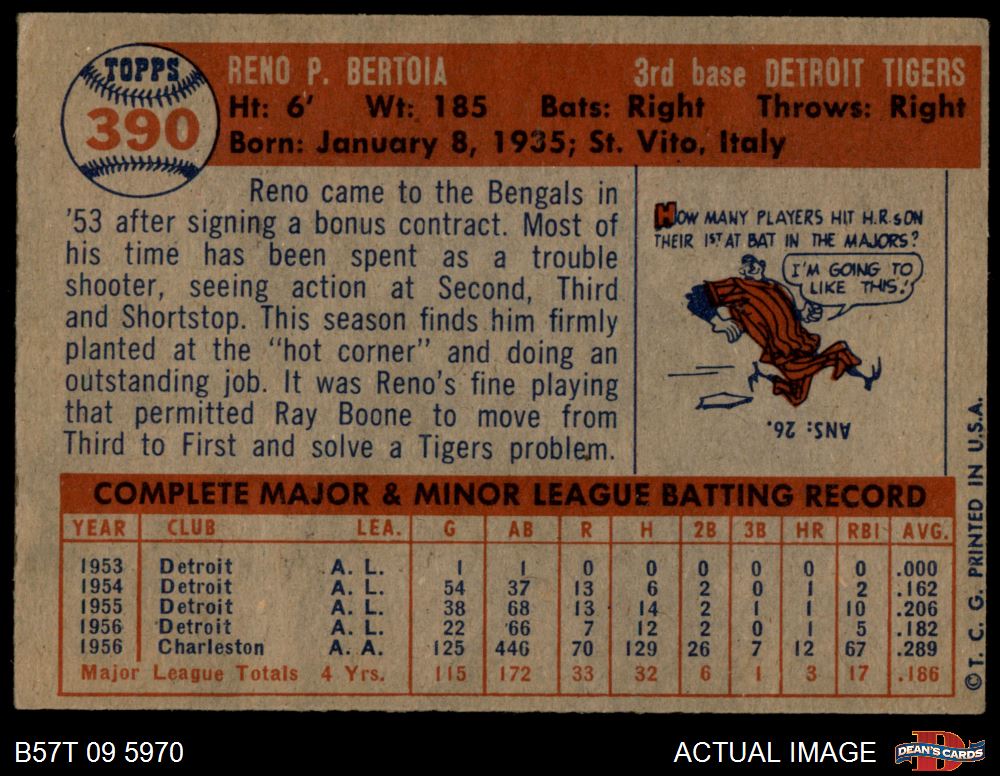 TOPPS
390
RENO P. BERTOIA 3rd base DETROIT TIGERS
Ht: 6' Wt: 185 Bats: Right Throws: Right
Born: January 8, 1935; St. Vito, Italy
Reno came to the Bengals in
'53 after signing a bonus contract. Most of
his time has been spent as a trouble
shooter, seeing action at Second, Third
and Shortstop. This season finds him firmly
planted at the "hot corner" and doing an
outstanding job. It was Reno's fine playing
that permitted Ray Boone to move from
Third to First and solve a Tigers problem.
HOW MANY PLAYERS HIT H.R.s ON
THEIR 1ST AT BAT IN THE MAJORS?
I'M GOING TO
LIKE THIS!
ANS: 26.
COMPLETE MAJOR & MINOR LEAGUE BATTING RECORD
YEAR CLUB LEA. G AB R H 2B 3B HR RBI AVG.
1953 Detroit A. L. 1 1 0 0 0 0 0 0 .000
1954 Detroit A. L. 54 37 13 6 2 0 1 2 .162
1955 Detroit A. L. 38 68 13 14 2 1 1 10 .206
1956 Detroit A. L. 22 66 7 12 2 0 1 5 .182
1956 Charleston A. A. 125 446 70 129 26 7 12 67 .289
Major League Totals 4 Yrs. 115 172 33 32 6 1 3 17 .186
© T. C. G. PRINTED IN U.S.A.
B57T 09 5970 ACTUAL IMAGE
D
DEAN'S CARDS